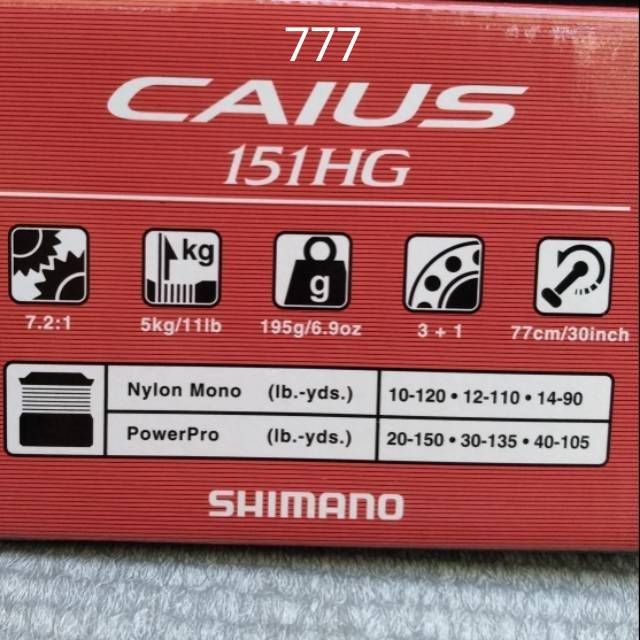 777
CAIUS
151HG
kg
g
7.2:1
5kg/11lb
195g/6.9oz
3 + 1
77cm/30inch
Nylon Mono (lb.-yds.) 10-120 • 12-110 • 14-90
PowerPro (lb.-yds.) 20-150 • 30-135 • 40-105
SHIMANO